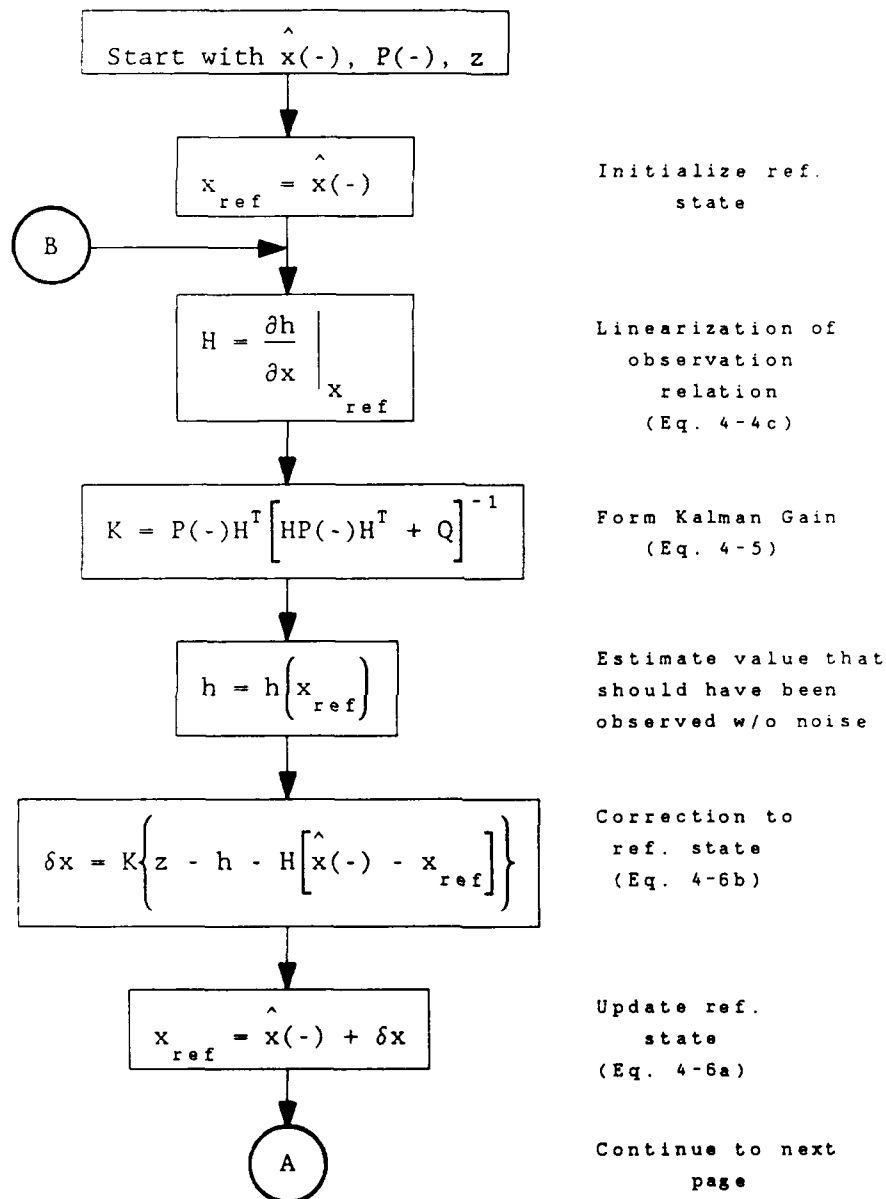 Start with x̂(-), P(-), z
x_ref = x̂(-)
Initialize ref.
state
B
H = ∂h/∂x |x_ref
Linearization of
observation
relation
(Eq. 4-4c)
K = P(-)H^T[HP(-)H^T + Q]^-1
Form Kalman Gain
(Eq. 4-5)
h = h(x_ref)
Estimate value that
should have been
observed w/o noise
δx = K{z - h - H[x̂(-) - x_ref]}
Correction to
ref. state
(Eq. 4-6b)
x_ref = x̂(-) + δx
Update ref.
state
(Eq. 4-6a)
A
Continue to next
page